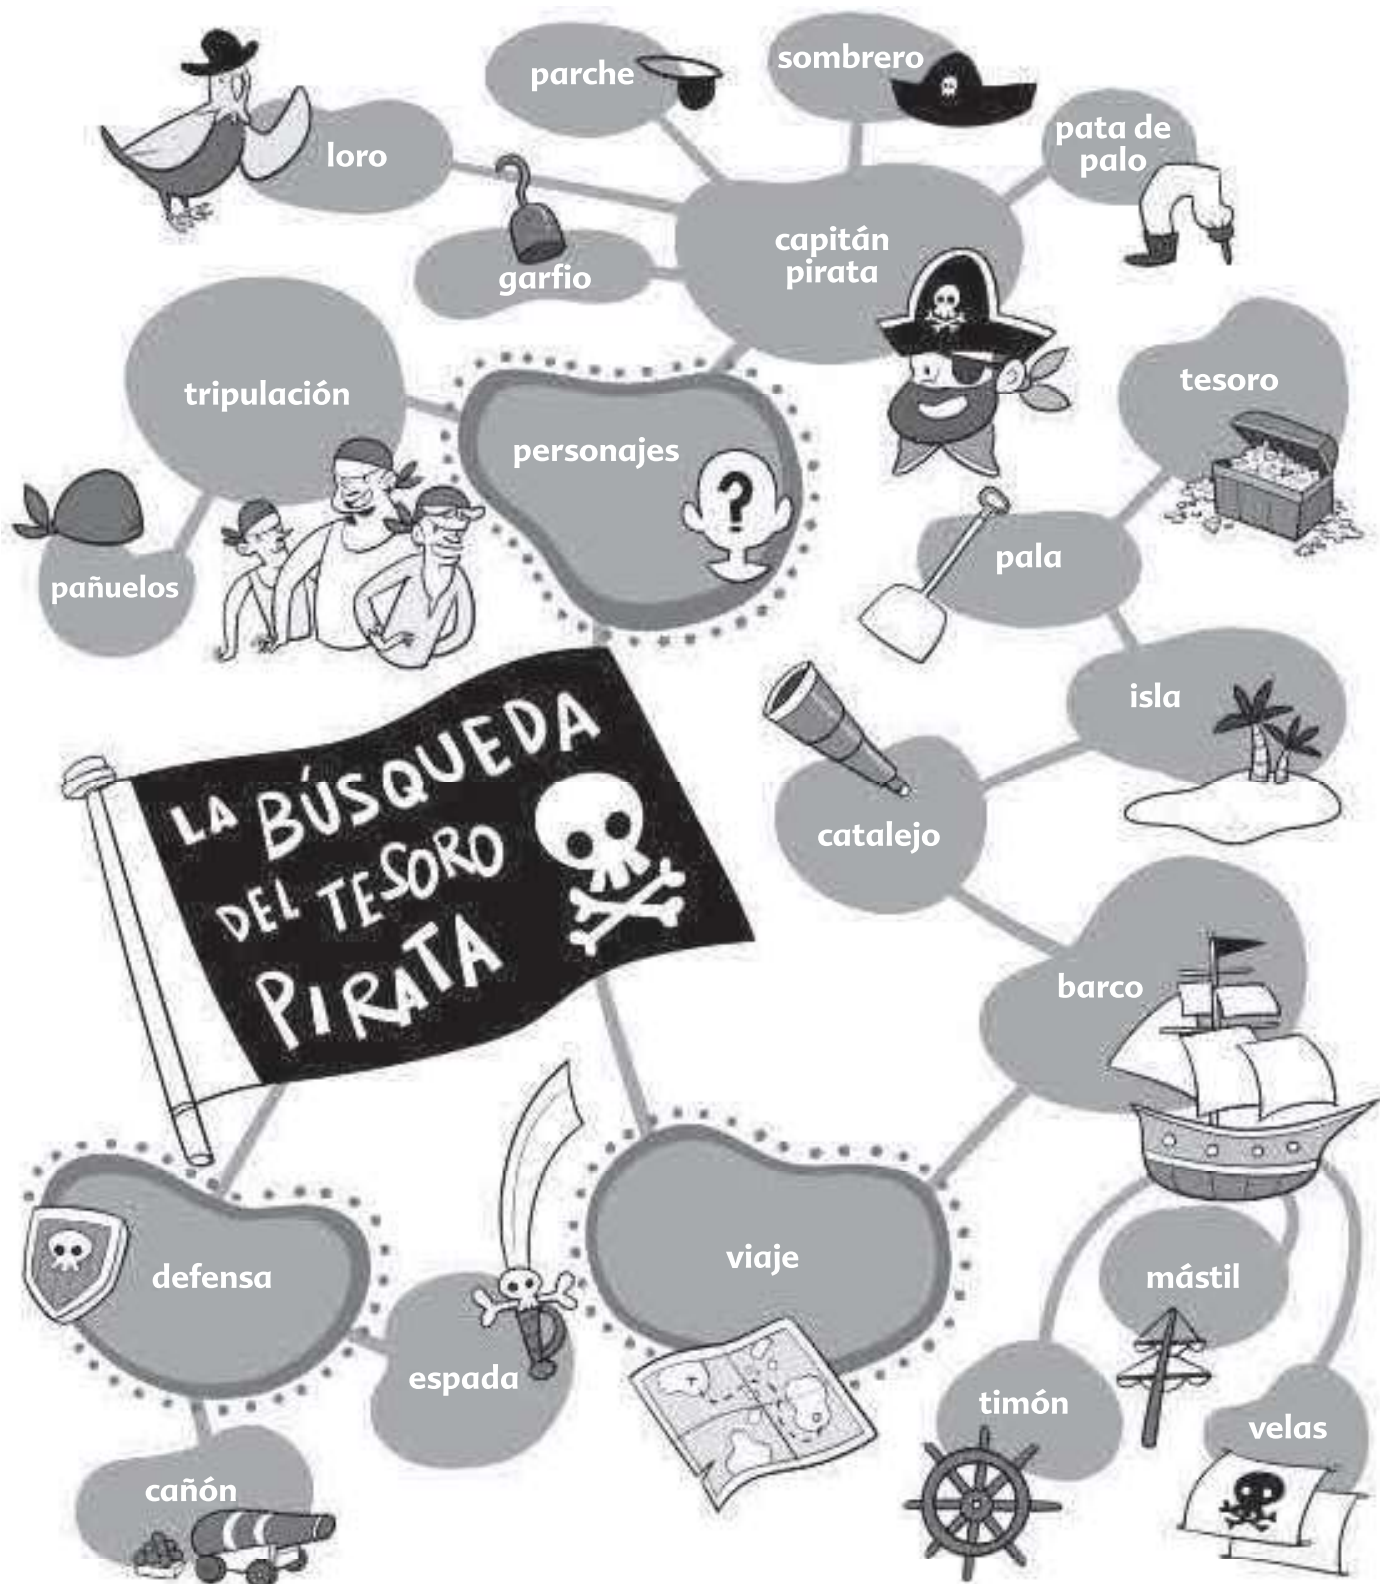 parche
sombrero
pata de
palo
loro
capitán
pirata
garfio
tripulación
tesoro
personajes
?
pala
pañuelos
isla
LA BÚSQUEDA
DEL TESORO
PIRATA
catalejo
barco
viaje
defensa
mástil
espada
timón
velas
cañón